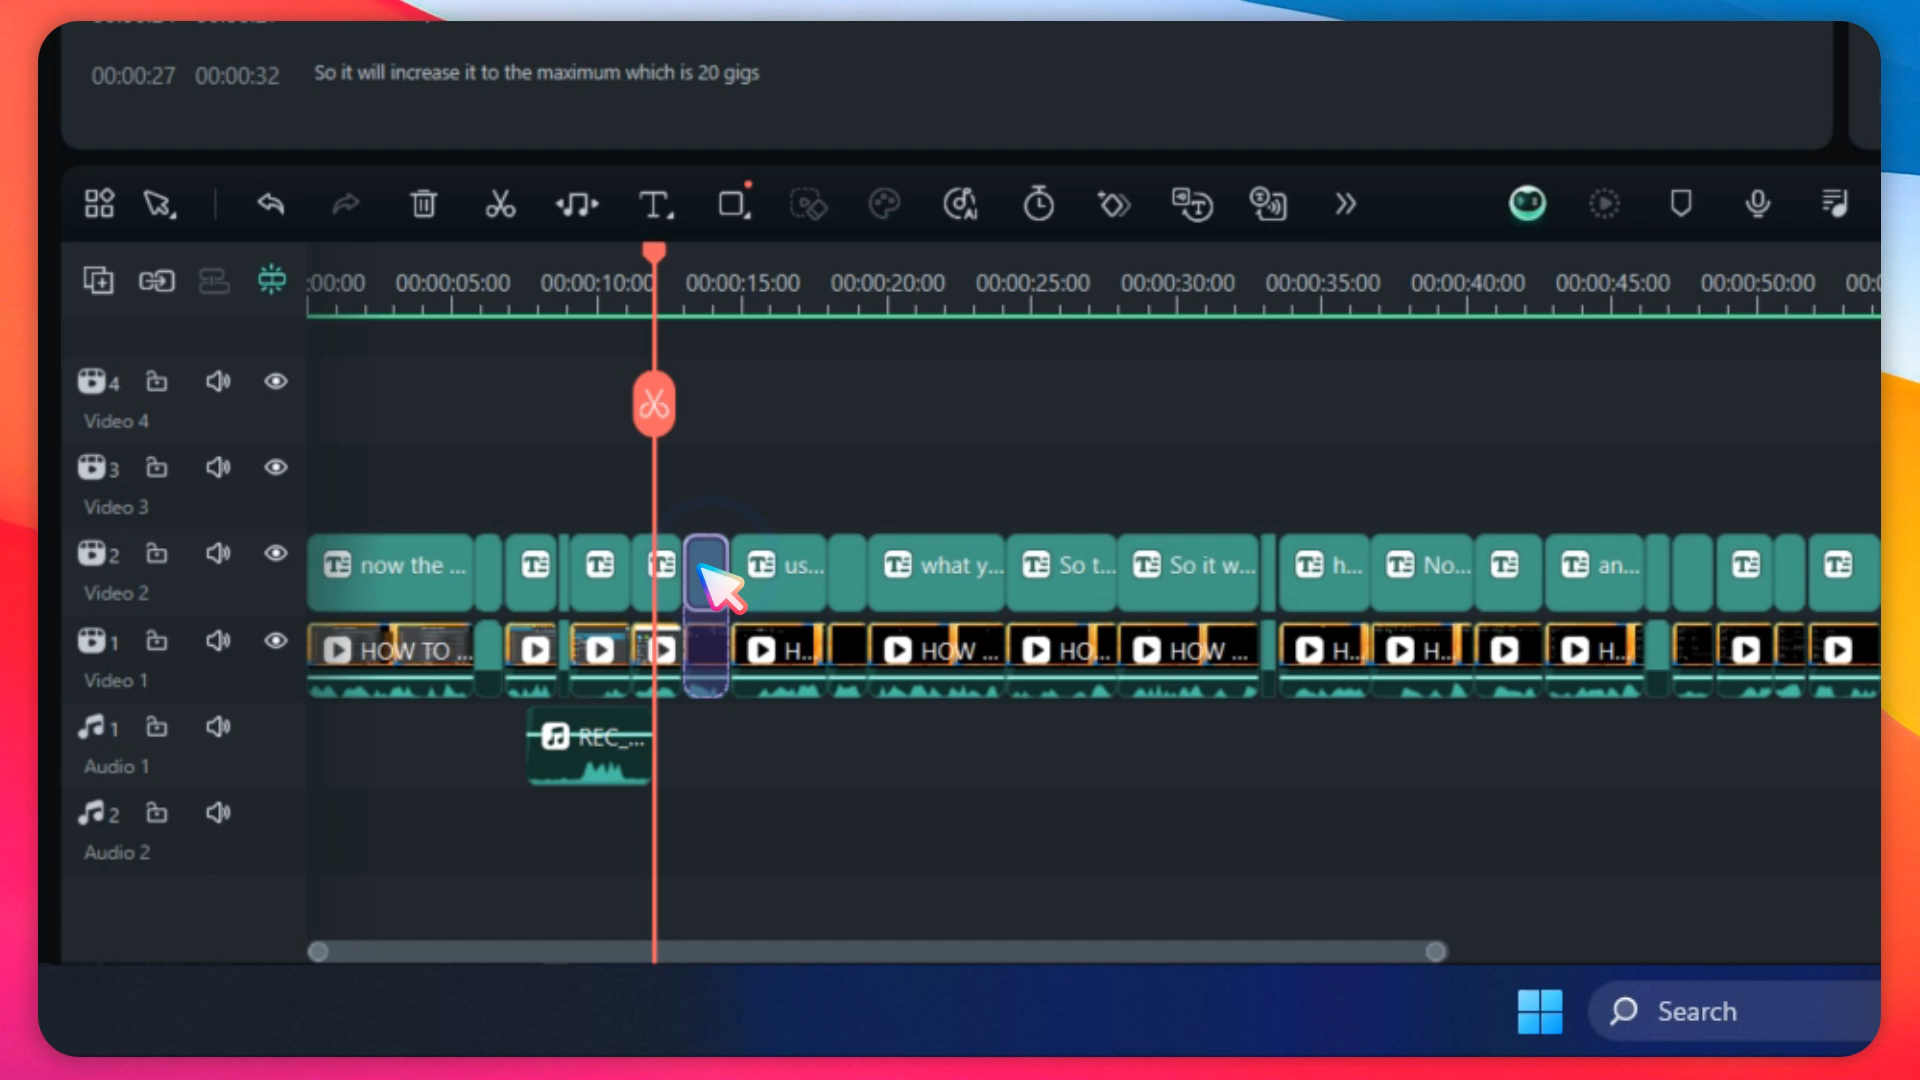 00:00:27 00:00:32 So it will increase it to the maximum which is 20 gigs
:00:00 00:00:05:00 00:00:10:00 00:00:15:00 00:00:20:00 00:00:25:00 00:00:30:00 00:00:35:00 00:00:40:00 00:00:45:00 00:00:50:00
4
Video 4
3
Video 3
2 now the ... us... what y... So t... So it w... h... No... an...
Video 2
1 HOW TO ... H... HOW ... HO... HOW ... H... H... H...
Video 1
1 REC_...
Audio 1
2
Audio 2
Search